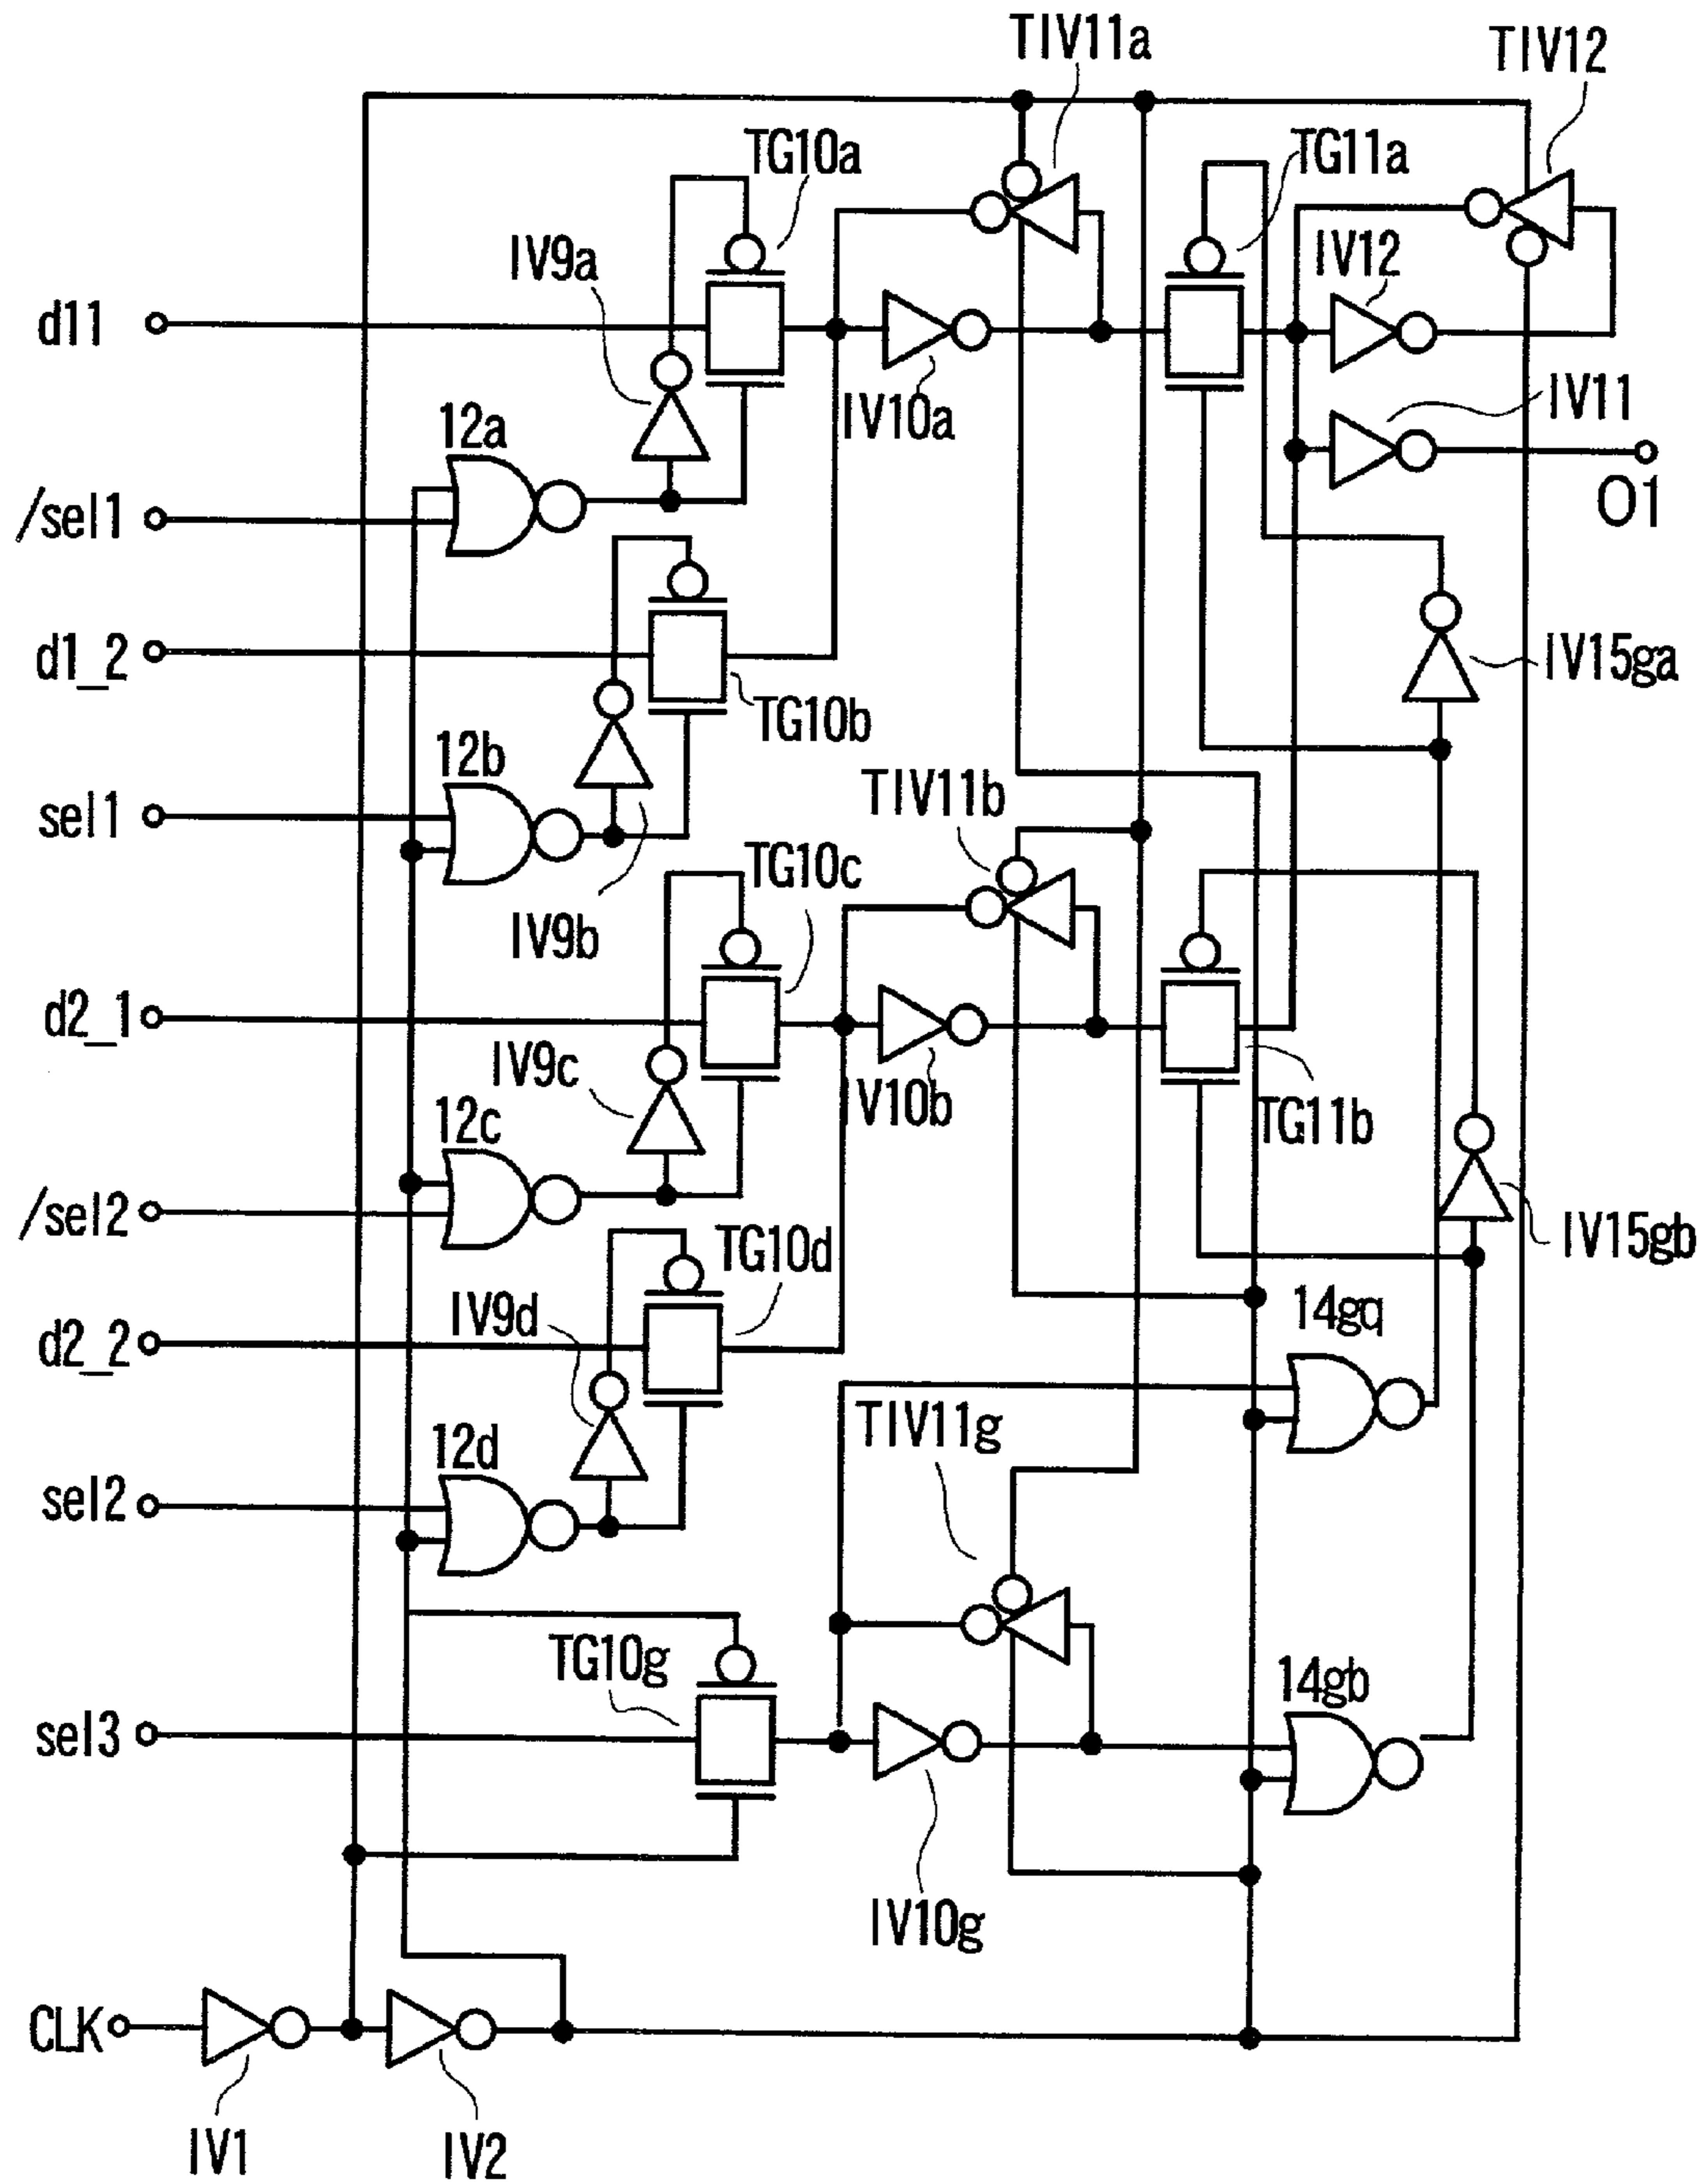 TIV11a
TIV12
TG10a
TG11a
IV9a
IV12
d11
IV10a
IV11
12a
/sel1
O1
d1_2
IV15ga
TG10b
12b
TIV11b
sel1
TG10c
IV9b
d2_1
IV9c
IV10b
12c
TG11b
/sel2
TG10d
IV15gb
IV9d
14gq
d2_2
TIV11g
12d
sel2
TG10g
14gb
sel3
IV10g
CLK
IV1
IV2